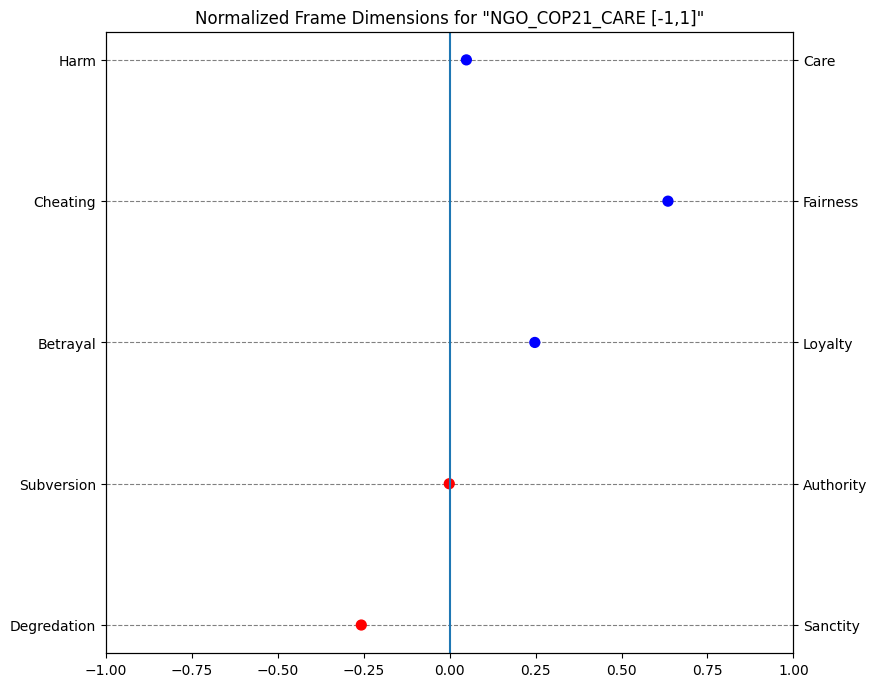 Normalized Frame Dimensions for "NGO_COP21_CARE [-1,1]"
Harm Care
Cheating Fairness
Betrayal Loyalty
Subversion Authority
Degredation Sanctity
−1.00 −0.75 −0.50 −0.25 0.00 0.25 0.50 0.75 1.00